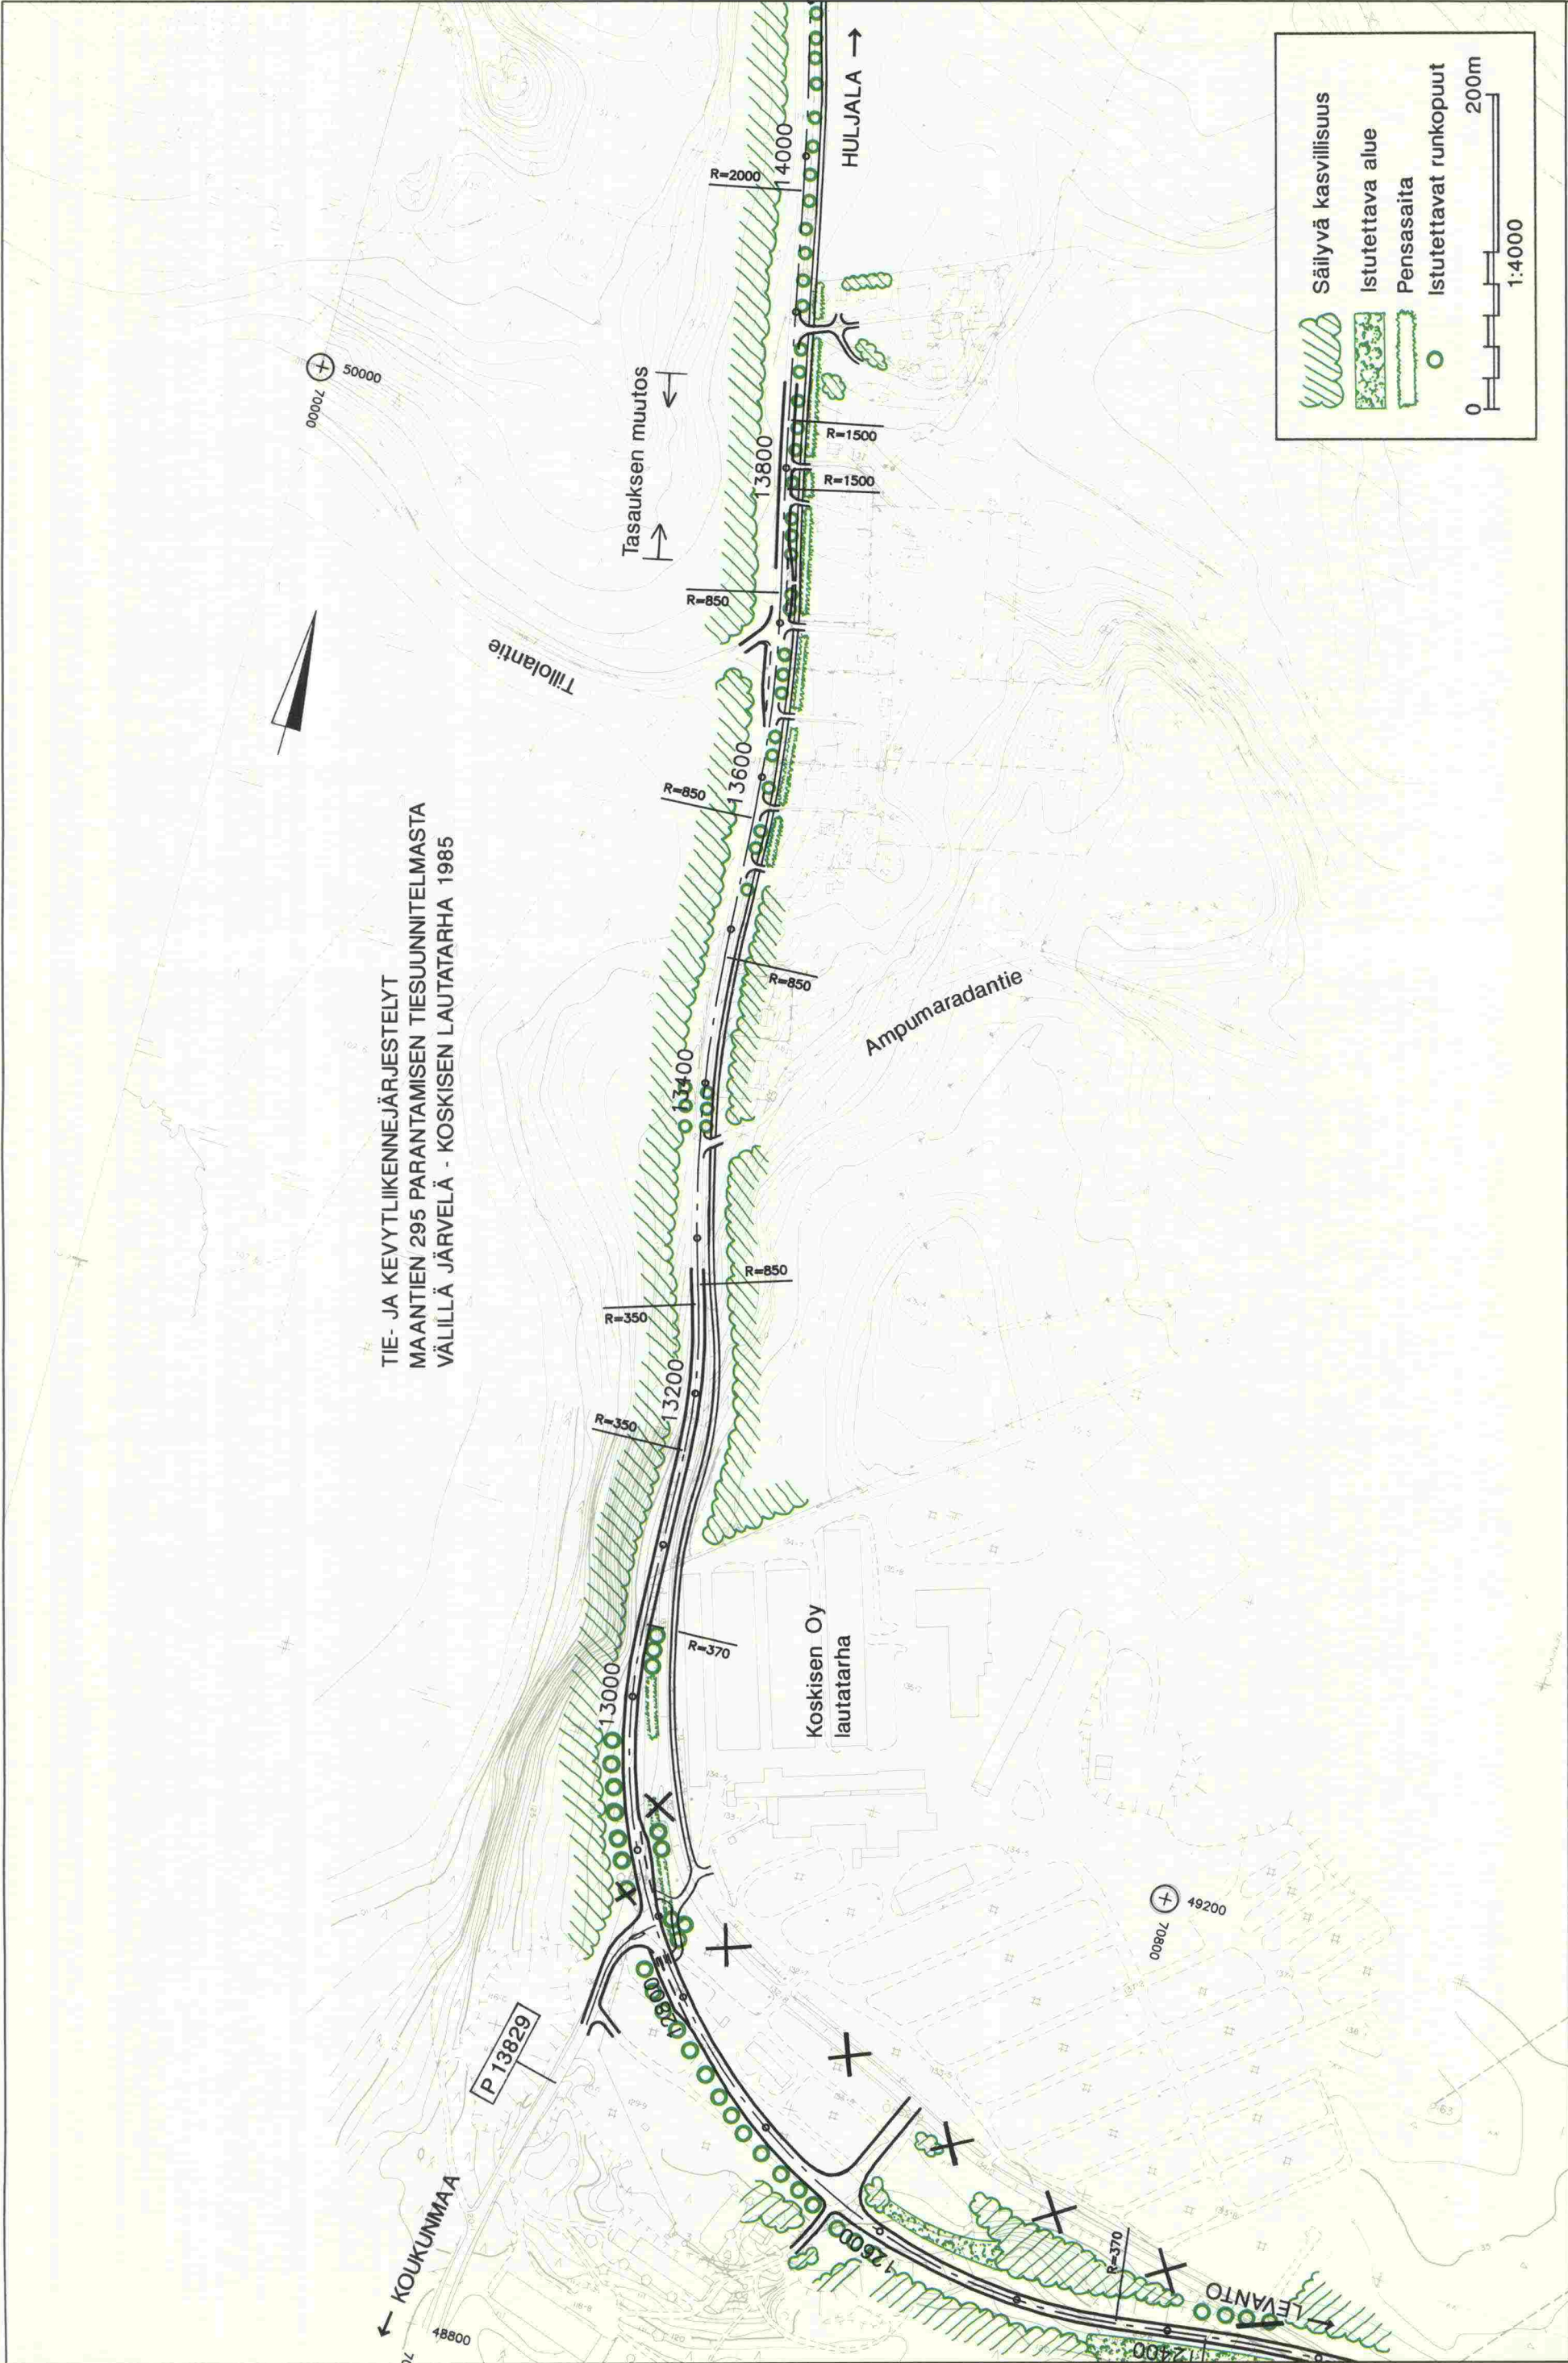 TIE- JA KEVYTLIIKENNEJÄRJESTELYT
MAANTIEN 295 PARANTAMISEN TIESUUNNITELMASTA
VÄLILLÄ JÄRVELÄ - KOSKISEN LAUTATARHA 1985
← KOUKUNMAA
48800
P 13829
70000
50000
Tillolantie
Tasauksen muutos
R=370
R=350
R=350
R=850
R=850
R=850
R=850
R=1500
R=1500
R=2000
12400
12600
12800
13000
13200
13400
13600
13800
14000
HULJALA →
← LEVANTO
R=370
Koskisen Oy
lautatarha
Ampumaradantie
70800
49200
Säilyvä kasvillisuus
Istutettava alue
Pensasaita
Istutettavat runkopuut
0
200m
1:4000